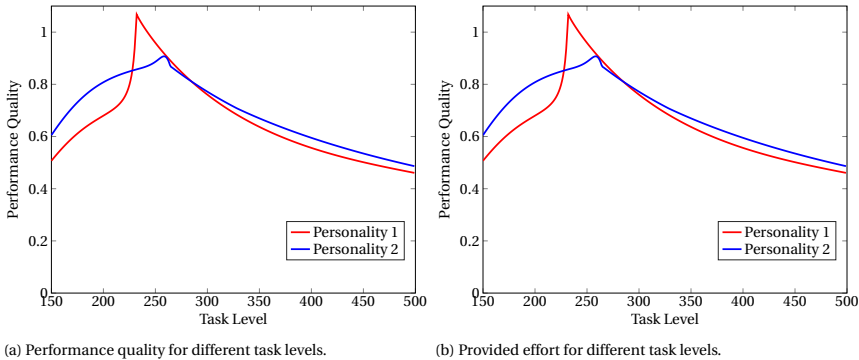 1
0.8
0.6
0.4
0.2
0
Performance Quality
150 200 250 300 350 400 450 500
Task Level
Personality 1
Personality 2
(a) Performance quality for different task levels.
1
0.8
0.6
0.4
0.2
0
Performance Quality
150 200 250 300 350 400 450 500
Task Level
Personality 1
Personality 2
(b) Provided effort for different task levels.